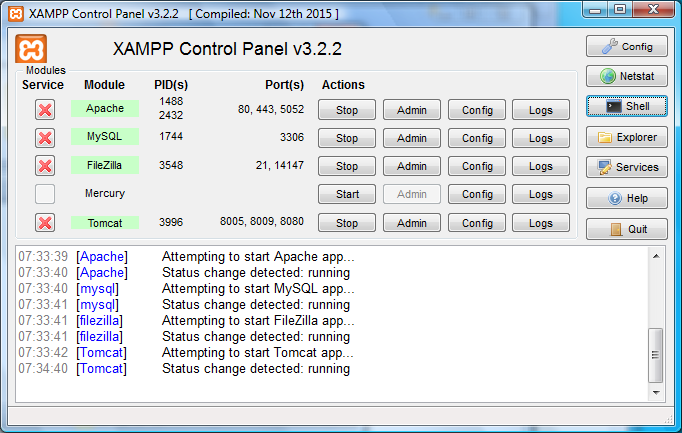 XAMPP Control Panel v3.2.2 [ Compiled: Nov 12th 2015 ]
XAMPP Control Panel v3.2.2
Config
Modules
Service Module PID(s) Port(s) Actions
Netstat
Apache 1488 2432 80, 443, 5052 Stop Admin Config Logs
Shell
MySQL 1744 3306 Stop Admin Config Logs
Explorer
FileZilla 3548 21, 14147 Stop Admin Config Logs
Services
Mercury Start Admin Config Logs
Help
Tomcat 3996 8005, 8009, 8080 Stop Admin Config Logs
Quit
07:33:39 [Apache] Attempting to start Apache app...
07:33:40 [Apache] Status change detected: running
07:33:40 [mysql] Attempting to start MySQL app...
07:33:41 [mysql] Status change detected: running
07:33:41 [filezilla] Attempting to start FileZilla app...
07:33:41 [filezilla] Status change detected: running
07:33:42 [Tomcat] Attempting to start Tomcat app...
07:34:40 [Tomcat] Status change detected: running